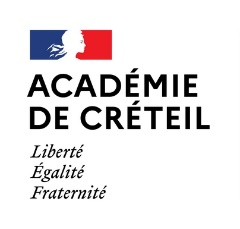 ACADÉMIE
DE CRÉTEIL
Liberté
Égalité
Fraternité